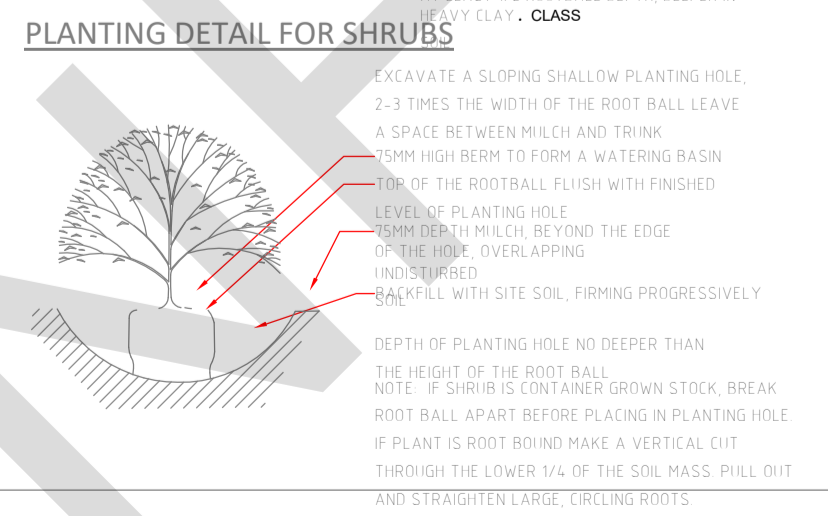 HEAVY CLAY. CLASS
PLANTING DETAIL FOR SHRUBS
SOIL
EXCAVATE A SLOPING SHALLOW PLANTING HOLE,
2-3 TIMES THE WIDTH OF THE ROOT BALL LEAVE
A SPACE BETWEEN MULCH AND TRUNK
75MM HIGH BERM TO FORM A WATERING BASIN
TOP OF THE ROOTBALL FLUSH WITH FINISHED
LEVEL OF PLANTING HOLE
75MM DEPTH MULCH, BEYOND THE EDGE
OF THE HOLE, OVERLAPPING
UNDISTURBED
BACKFILL WITH SITE SOIL, FIRMING PROGRESSIVELY
SOIL
DEPTH OF PLANTING HOLE NO DEEPER THAN
THE HEIGHT OF THE ROOT BALL
NOTE: IF SHRUB IS CONTAINER GROWN STOCK, BREAK
ROOT BALL APART BEFORE PLACING IN PLANTING HOLE.
IF PLANT IS ROOT BOUND MAKE A VERTICAL CUT
THROUGH THE LOWER 1/4 OF THE SOIL MASS. PULL OUT
AND STRAIGHTEN LARGE, CIRCLING ROOTS.